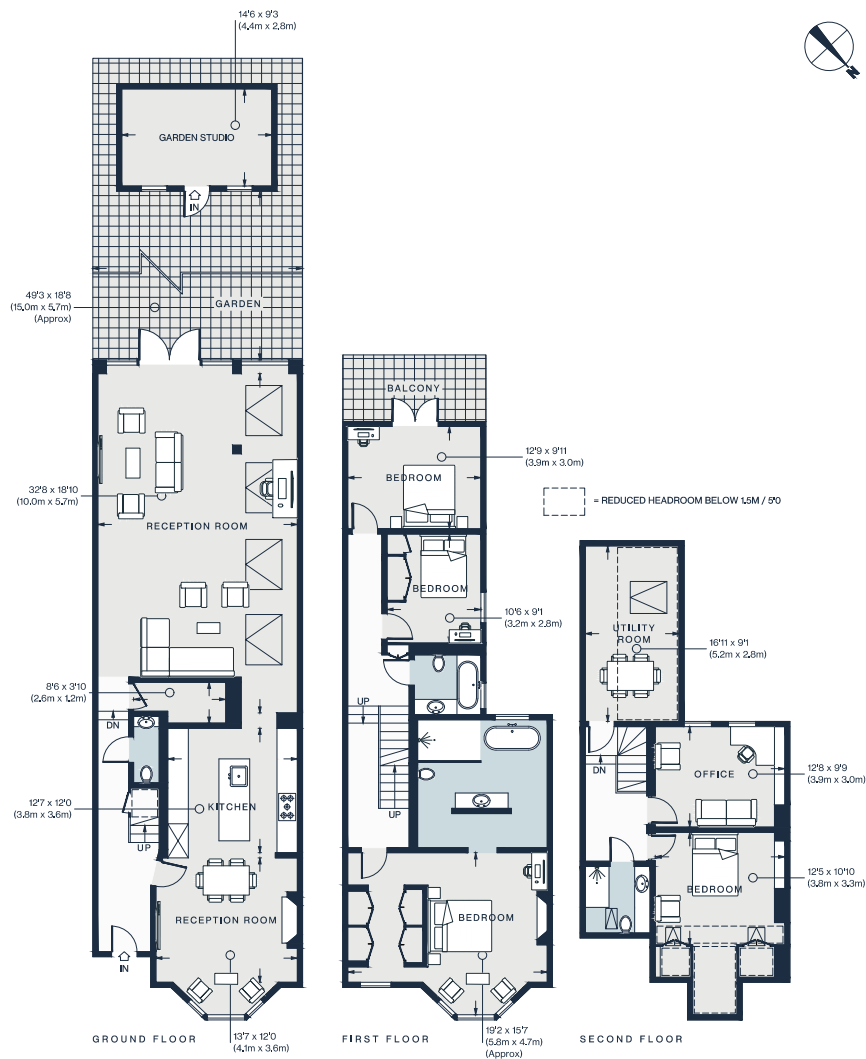 14'6 x 9'3
(4.4m x 2.8m)
N
GARDEN STUDIO
IN
49'3 x 18'8
(15.0m x 5.7m)
(Approx)
GARDEN
BALCONY
12'9 x 9'11
(3.9m x 3.0m)
BEDROOM
32'8 x 18'10
(10.0m x 5.7m)
= REDUCED HEADROOM BELOW 1.5M / 5'0
RECEPTION ROOM
BEDROOM
10'6 x 9'1
(3.2m x 2.8m)
UTILITY
ROOM
16'11 x 9'1
(5.2m x 2.8m)
8'6 x 3'10
(2.6m x 1.2m)
UP
DN
DN
OFFICE
12'8 x 9'9
(3.9m x 3.0m)
12'7 x 12'0
(3.8m x 3.6m)
KITCHEN
UP
UP
BEDROOM
12'5 x 10'10
(3.8m x 3.3m)
RECEPTION ROOM
BEDROOM
IN
GROUND FLOOR
13'7 x 12'0
(4.1m x 3.6m)
FIRST FLOOR
19'2 x 15'7
(5.8m x 4.7m)
(Approx)
SECOND FLOOR